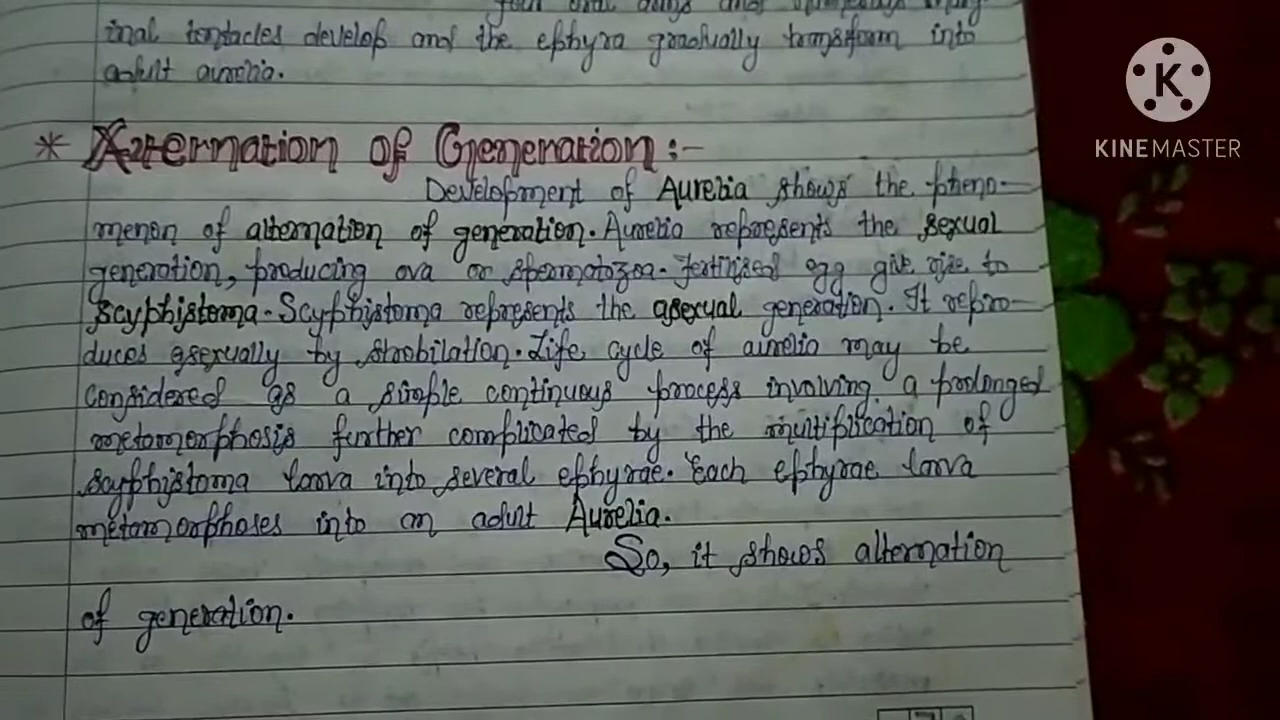 inal tentacles develop and the ephyra gradually transform into
adult aurelia.
* Alternation of Generation :-
Development of Aurelia shows the pheno-
menon of alternation of generation. Aurelia represents the sexual
generation, producing ova or spermatozoa. Fertilised egg give rise to
Scyphistoma. Scyphistoma represents the asexual generation. It repro-
duces asexually by strobilation. Life cycle of aurelia may be
considered as a simple continuous process involving a prolonged
metamorphosis further complicated by the multiplication of
scyphistoma larva into several ephyrae. Each ephyrae larva
metamorphoses into an adult Aurelia.
So, it shows alternation
of generation.
K
KINEMASTER